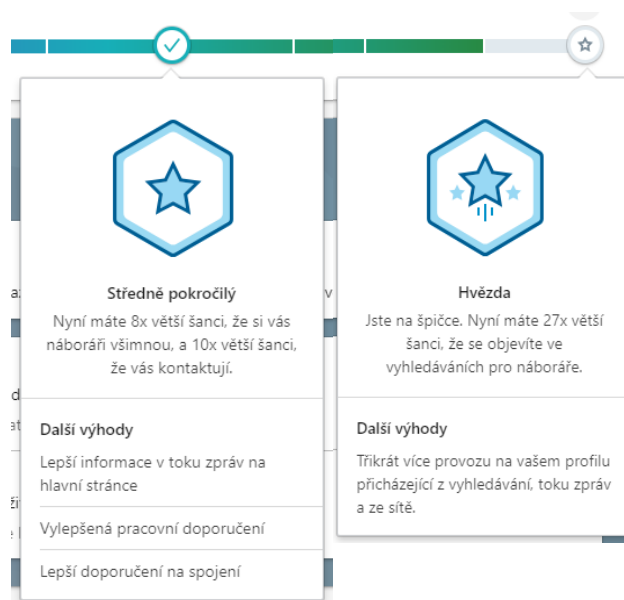 Středně pokročilý
Nyní máte 8x větší šanci, že si vás
náboráři všimnou, a 10x větší šanci,
že vás kontaktují.
Další výhody
Lepší informace v toku zpráv na
hlavní stránce
Vylepšená pracovní doporučení
Lepší doporučení na spojení
Hvězda
Jste na špičce. Nyní máte 27x větší
šanci, že se objevíte ve
vyhledáváních pro náboráře.
Další výhody
Třikrát více provozu na vašem profilu
přicházející z vyhledávání, toku zpráv
a ze sítě.